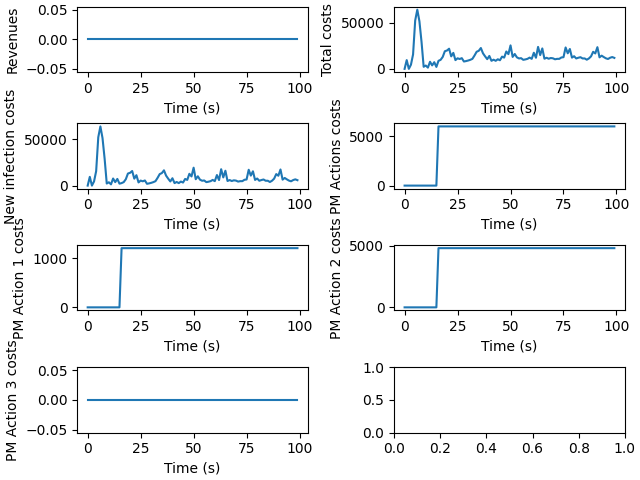 Revenues
0.05
0.00
−0.05
0 25 50 75 100
Time (s)
Total costs
50000
0
0 25 50 75 100
Time (s)
New infection costs
50000
0
0 25 50 75 100
Time (s)
PM Actions costs
5000
0
0 25 50 75 100
Time (s)
PM Action 1 costs
1000
0
0 25 50 75 100
Time (s)
PM Action 2 costs
5000
0
0 25 50 75 100
Time (s)
PM Action 3 costs
0.05
0.00
−0.05
0 25 50 75 100
Time (s)
1.0
0.5
0.0
0.0 0.2 0.4 0.6 0.8 1.0